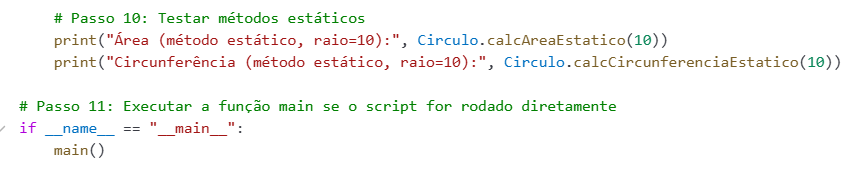 # Passo 10: Testar métodos estáticos
print("Área (método estático, raio=10):", Circulo.calcAreaEstatico(10))
print("Circunferência (método estático, raio=10):", Circulo.calcCircunferenciaEstatico(10))
# Passo 11: Executar a função main se o script for rodado diretamente
if __name__ == "__main__":
main()